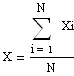 N
∑ Xi
i = 1
X = 
N